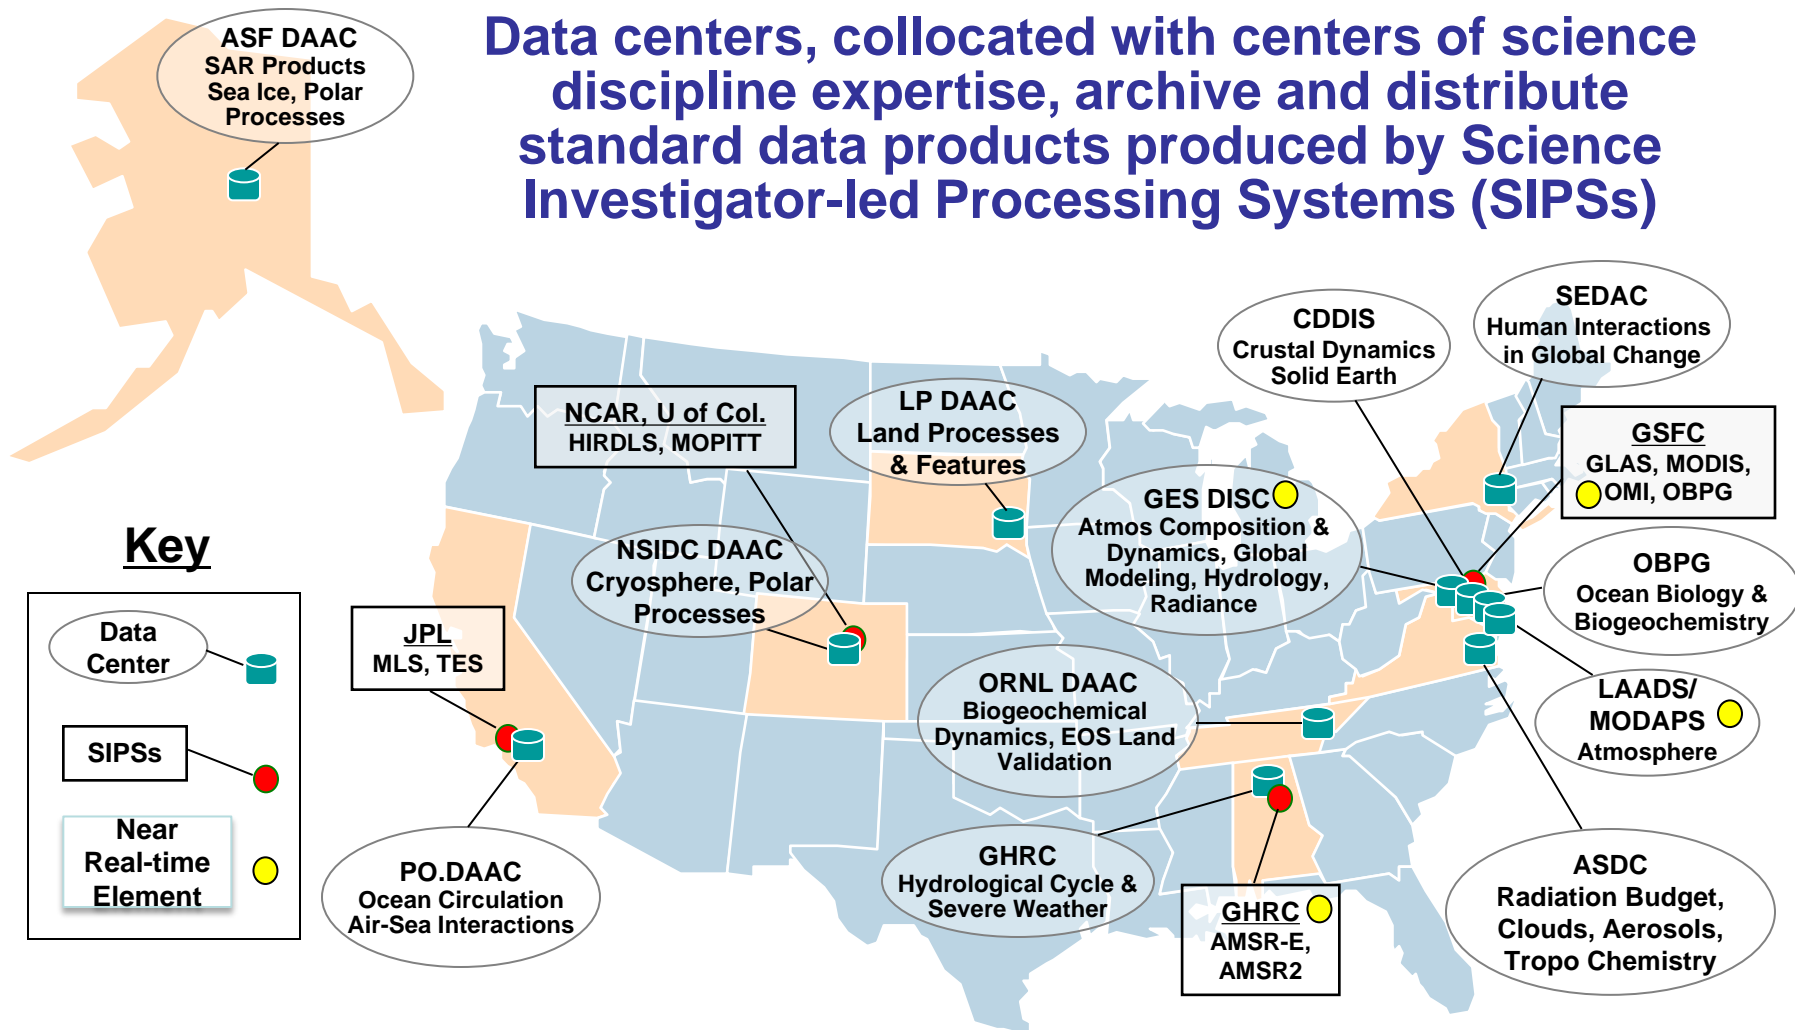 Data centers, collocated with centers of science
discipline expertise, archive and distribute
standard data products produced by Science
Investigator-led Processing Systems (SIPSs)
ASF DAAC
SAR Products
Sea Ice, Polar
Processes
CDDIS
Crustal Dynamics
Solid Earth
SEDAC
Human Interactions
in Global Change
NCAR, U of Col.
HIRDLS, MOPITT
LP DAAC
Land Processes
& Features
GSFC
GLAS, MODIS,
OMI, OBPG
GES DISC
Atmos Composition &
Dynamics, Global
Modeling, Hydrology,
Radiance
NSIDC DAAC
Cryosphere, Polar
Processes
OBPG
Ocean Biology &
Biogeochemistry
Key
Data
Center
SIPSs
Near
Real-time
Element
JPL
MLS, TES
ORNL DAAC
Biogeochemical
Dynamics, EOS Land
Validation
LAADS/
MODAPS
Atmosphere
PO.DAAC
Ocean Circulation
Air-Sea Interactions
GHRC
Hydrological Cycle &
Severe Weather
GHRC
AMSR-E,
AMSR2
ASDC
Radiation Budget,
Clouds, Aerosols,
Tropo Chemistry